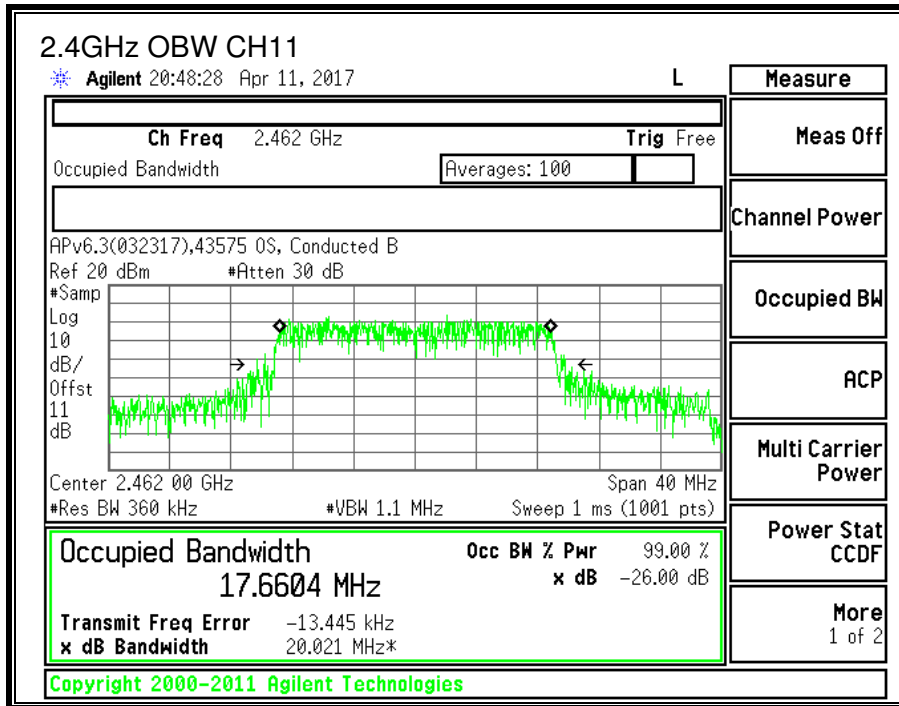 2.4GHz OBW CH11
Agilent 20:48:28 Apr 11, 2017 L
Measure
Ch Freq 2.462 GHz Trig Free
Meas Off
Occupied Bandwidth Averages: 100
Channel Power
APv6.3(032317),43575 OS, Conducted B
Ref 20 dBm #Atten 30 dB
#Samp
Log
10
dB/
Offst
11
dB
Occupied BW
ACP
Multi Carrier
Power
Center 2.462 00 GHz Span 40 MHz
#Res BW 360 kHz #VBW 1.1 MHz Sweep 1 ms (1001 pts)
Power Stat
CCDF
Occupied Bandwidth Occ BW % Pwr 99.00 %
17.6604 MHz x dB -26.00 dB
Transmit Freq Error -13.445 kHz
x dB Bandwidth 20.021 MHz*
More
1 of 2
Copyright 2000-2011 Agilent Technologies